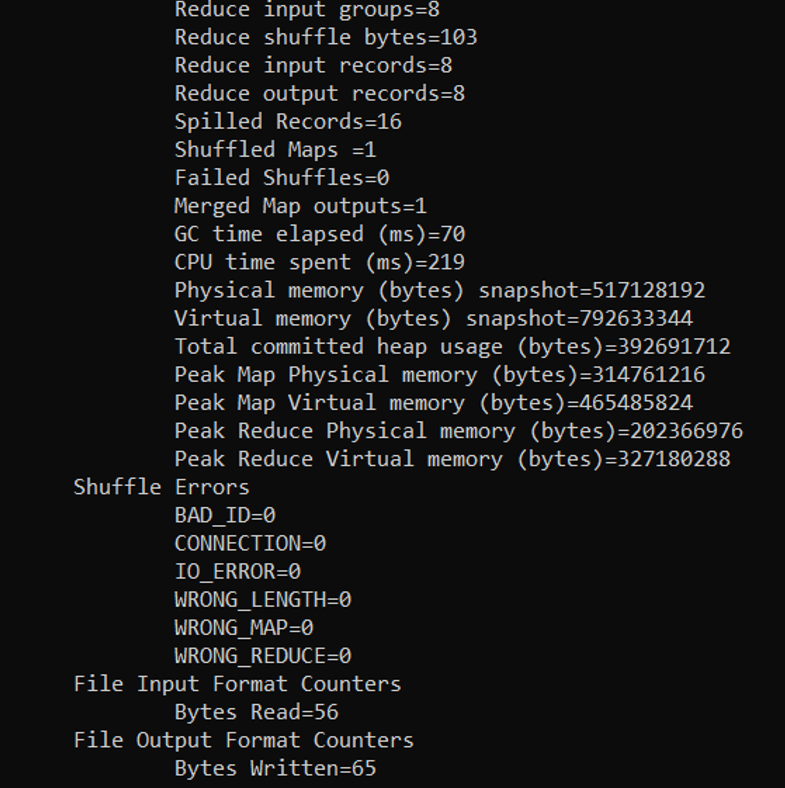 Reduce input groups=8
Reduce shuffle bytes=103
Reduce input records=8
Reduce output records=8
Spilled Records=16
Shuffled Maps =1
Failed Shuffles=0
Merged Map outputs=1
GC time elapsed (ms)=70
CPU time spent (ms)=219
Physical memory (bytes) snapshot=517128192
Virtual memory (bytes) snapshot=792633344
Total committed heap usage (bytes)=392691712
Peak Map Physical memory (bytes)=314761216
Peak Map Virtual memory (bytes)=465485824
Peak Reduce Physical memory (bytes)=202366976
Peak Reduce Virtual memory (bytes)=327180288
Shuffle Errors
BAD_ID=0
CONNECTION=0
IO_ERROR=0
WRONG_LENGTH=0
WRONG_MAP=0
WRONG_REDUCE=0
File Input Format Counters
Bytes Read=56
File Output Format Counters
Bytes Written=65